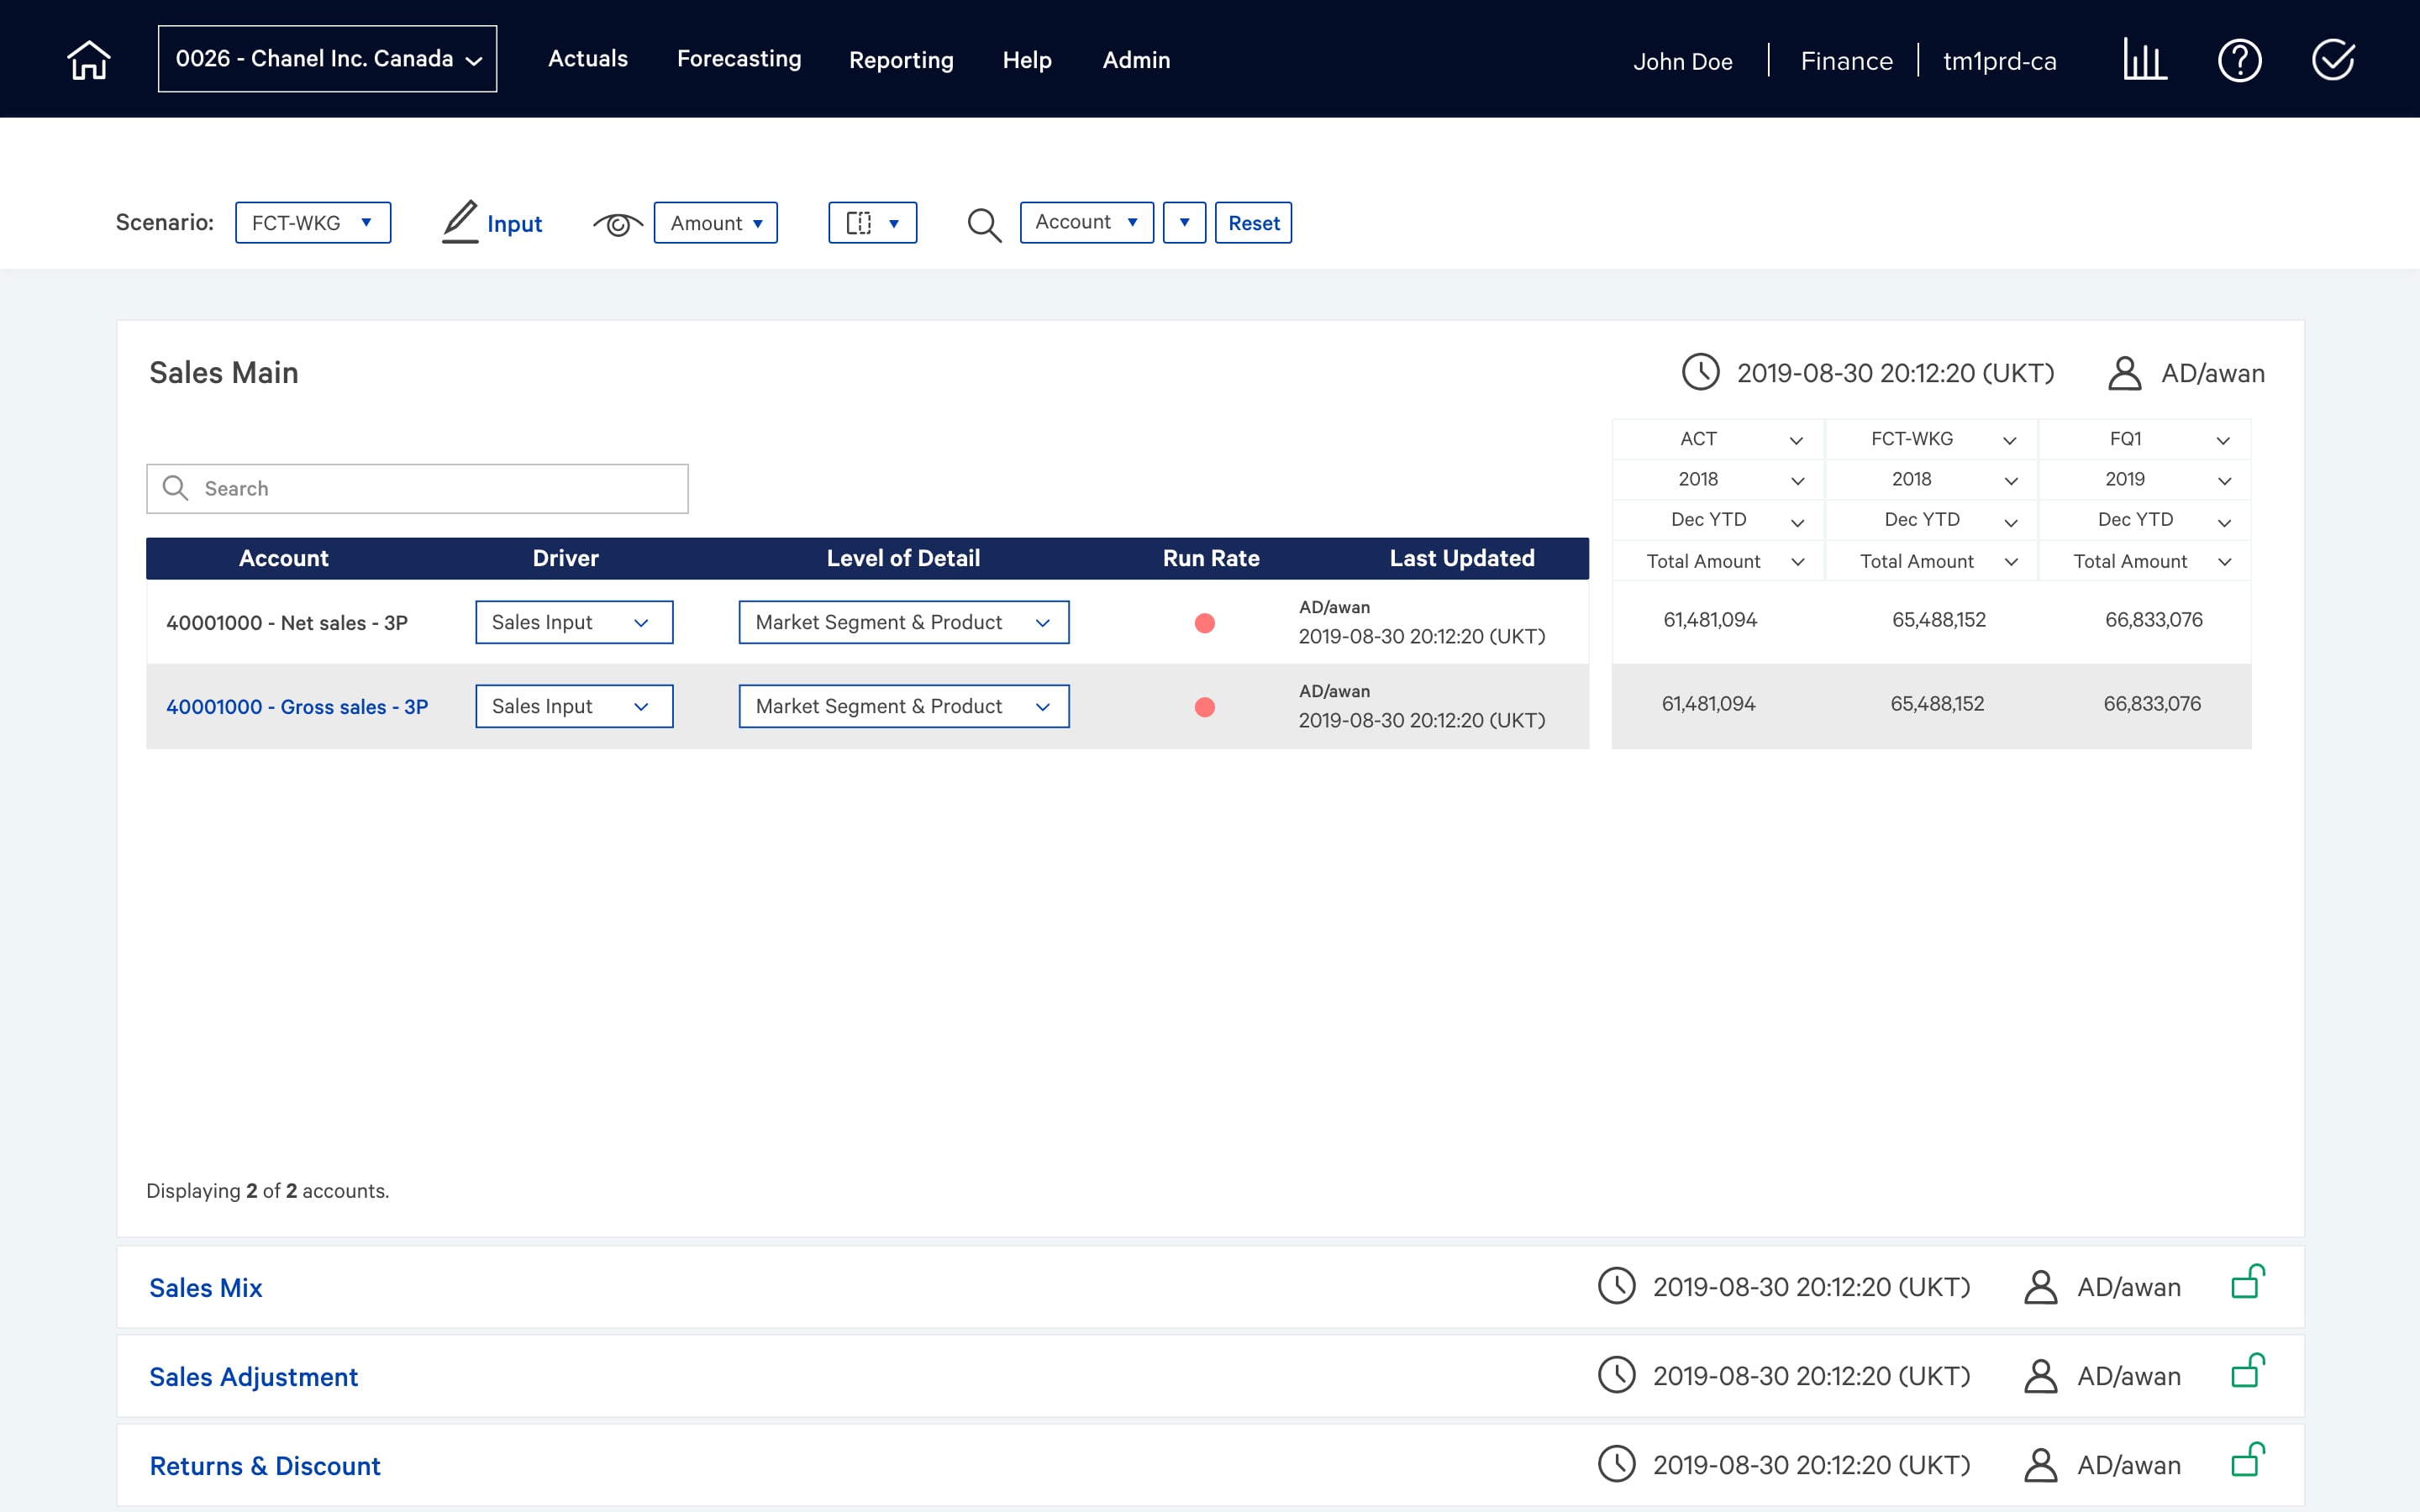 0026 - Chanel Inc. Canada Actuals Forecasting Reporting Help Admin John Doe Finance tm1prd-ca
Scenario: FCT-WKG Input Amount Account Reset
Sales Main 2019-08-30 20:12:20 (UKT) AD/awan
ACT FCT-WKG FQ1
2018 2018 2019
Search
Dec YTD Dec YTD Dec YTD
Account Driver Level of Detail Run Rate Last Updated Total Amount Total Amount Total Amount
40001000 - Net sales - 3P Sales Input Market Segment & Product AD/awan 61,481,094 65,488,152 66,833,076
2019-08-30 20:12:20 (UKT)
40001000 - Gross sales - 3P Sales Input Market Segment & Product AD/awan 61,481,094 65,488,152 66,833,076
2019-08-30 20:12:20 (UKT)
Displaying 2 of 2 accounts.
Sales Mix 2019-08-30 20:12:20 (UKT) AD/awan
Sales Adjustment 2019-08-30 20:12:20 (UKT) AD/awan
Returns & Discount 2019-08-30 20:12:20 (UKT) AD/awan